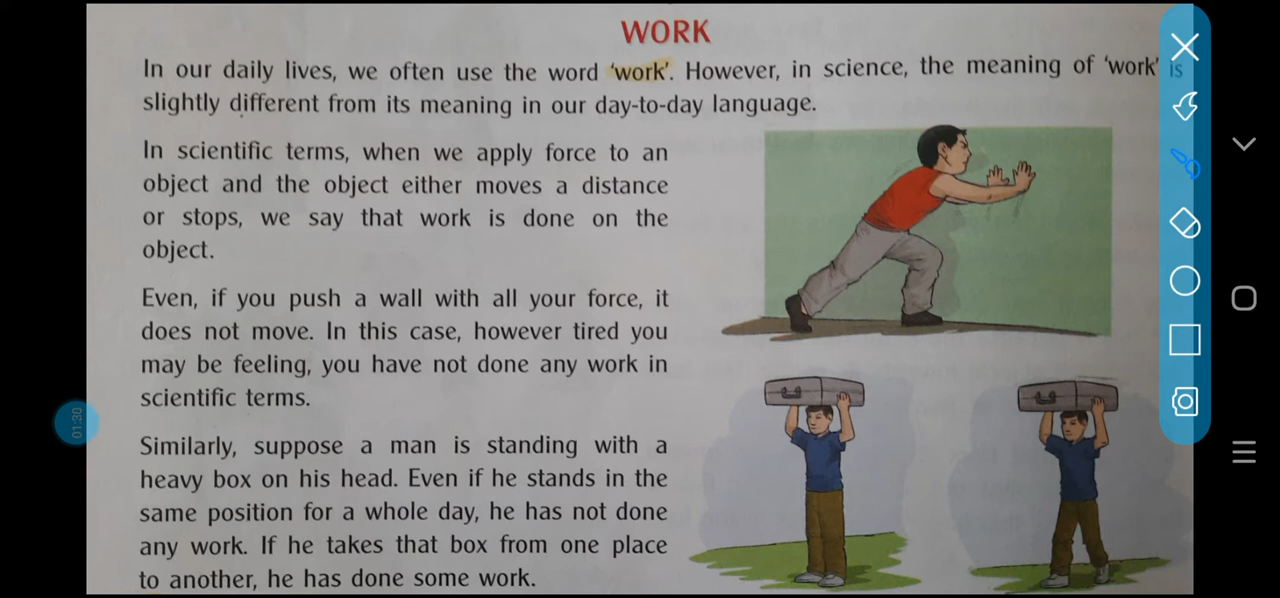 WORK
In our daily lives, we often use the word 'work'. However, in science, the meaning of 'work' is
slightly different from its meaning in our day-to-day language.
In scientific terms, when we apply force to an
object and the object either moves a distance
or stops, we say that work is done on the
object.
Even, if you push a wall with all your force, it
does not move. In this case, however tired you
may be feeling, you have not done any work in
scientific terms.
Similarly, suppose a man is standing with a
heavy box on his head. Even if he stands in the
same position for a whole day, he has not done
any work. If he takes that box from one place
to another, he has done some work.
01:30